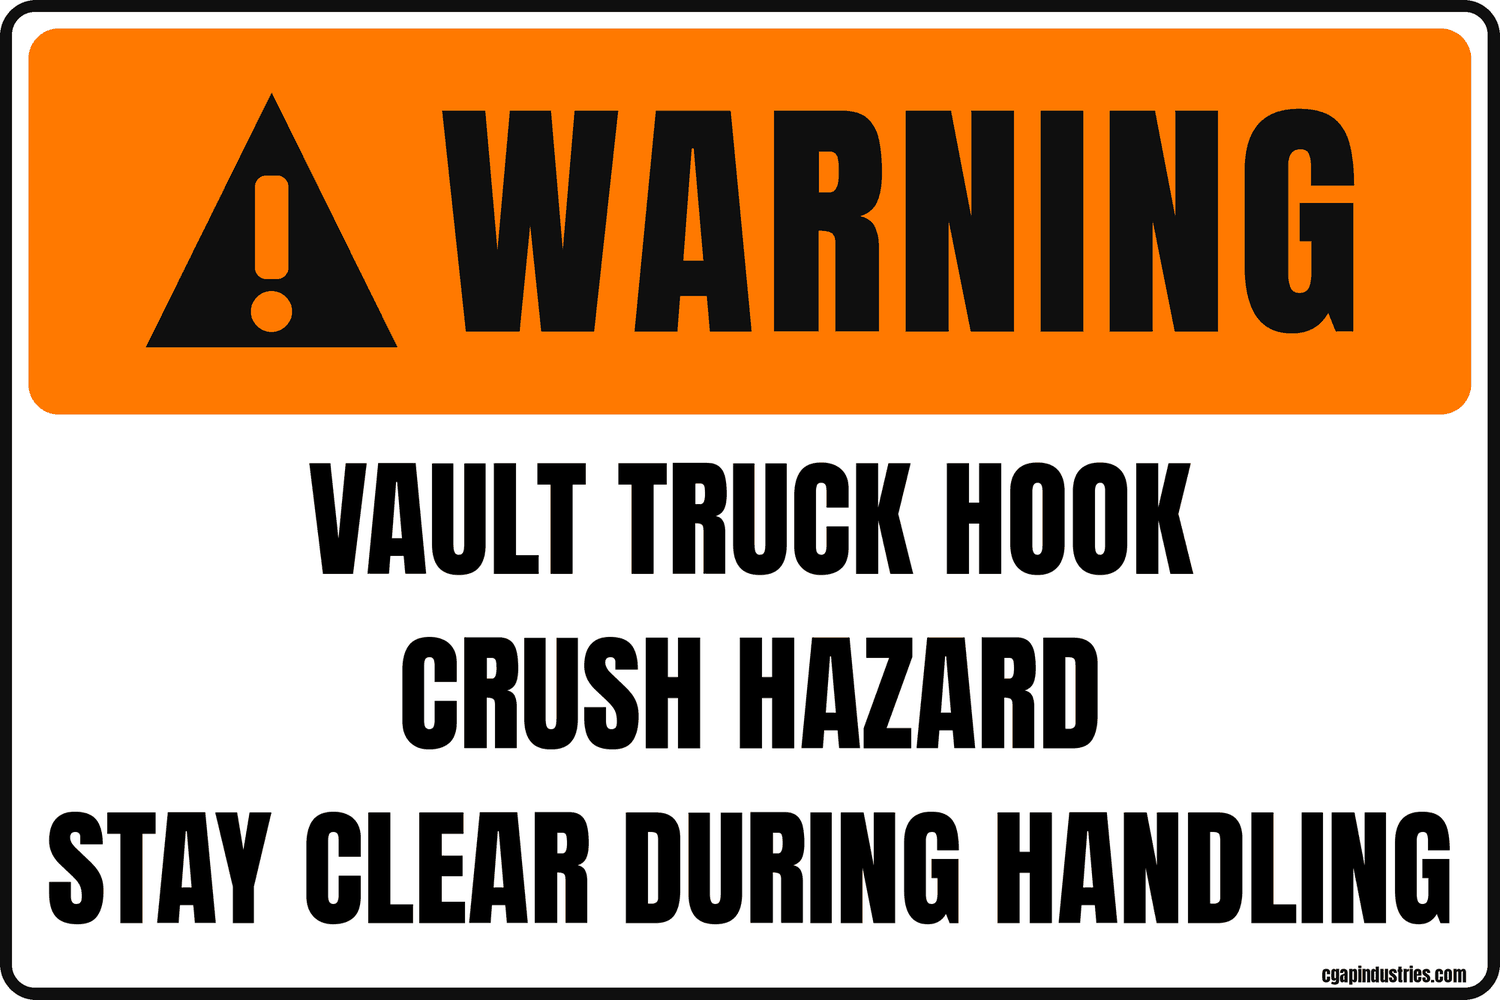 WARNING
VAULT TRUCK HOOK
CRUSH HAZARD
STAY CLEAR DURING HANDLING
cgapindustries.com